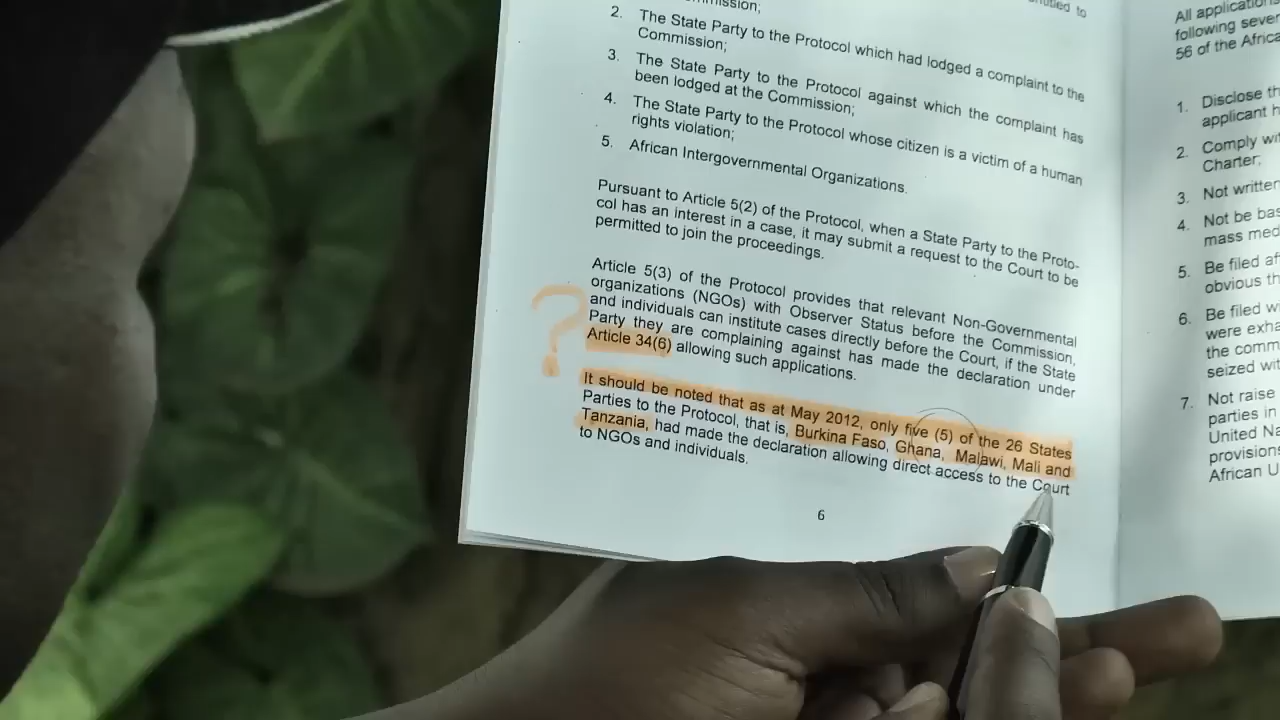 ntitled to
mission;
2. The State Party to the Protocol which had lodged a complaint to the
Commission;
3. The State Party to the Protocol against which the complaint has
been lodged at the Commission;
4. The State Party to the Protocol whose citizen is a victim of a human
rights violation;
5. African Intergovernmental Organizations.
Pursuant to Article 5(2) of the Protocol, when a State Party to the Proto-
col has an interest in a case, it may submit a request to the Court to be
permitted to join the proceedings.
Article 5(3) of the Protocol provides that relevant Non-Governmental
organizations (NGOs) with Observer Status before the Commission,
and individuals can institute cases directly before the Court, if the State
Party they are complaining against has made the declaration under
Article 34(6) allowing such applications.
?
It should be noted that as at May 2012, only five (5) of the 26 States
Parties to the Protocol, that is, Burkina Faso, Ghana, Malawi, Mali and
Tanzania, had made the declaration allowing direct access to the Court
to NGOs and individuals.
6
All application
following seve
56 of the Africa
1. Disclose th
applicant h
2. Comply wi
Charter;
3. Not written
4. Not be bas
mass med
5. Be filed af
obvious th
6. Be filed w
were exha
the comm
seized wit
7. Not raise
parties in
United Na
provisions
African U